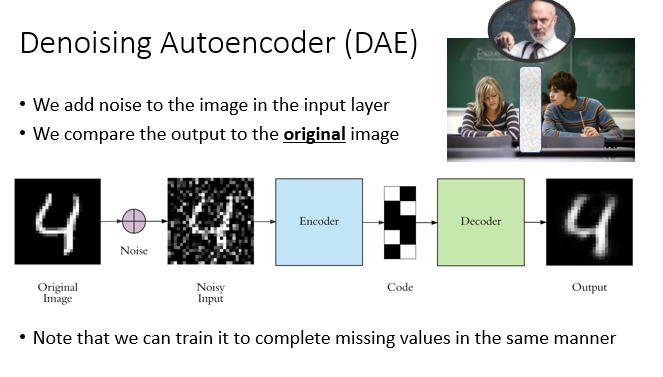 Denoising Autoencoder (DAE)
• We add noise to the image in the input layer
• We compare the output to the original image
Original
Image
Noise
Noisy
Input
Encoder
Code
Decoder
Output
• Note that we can train it to complete missing values in the same manner